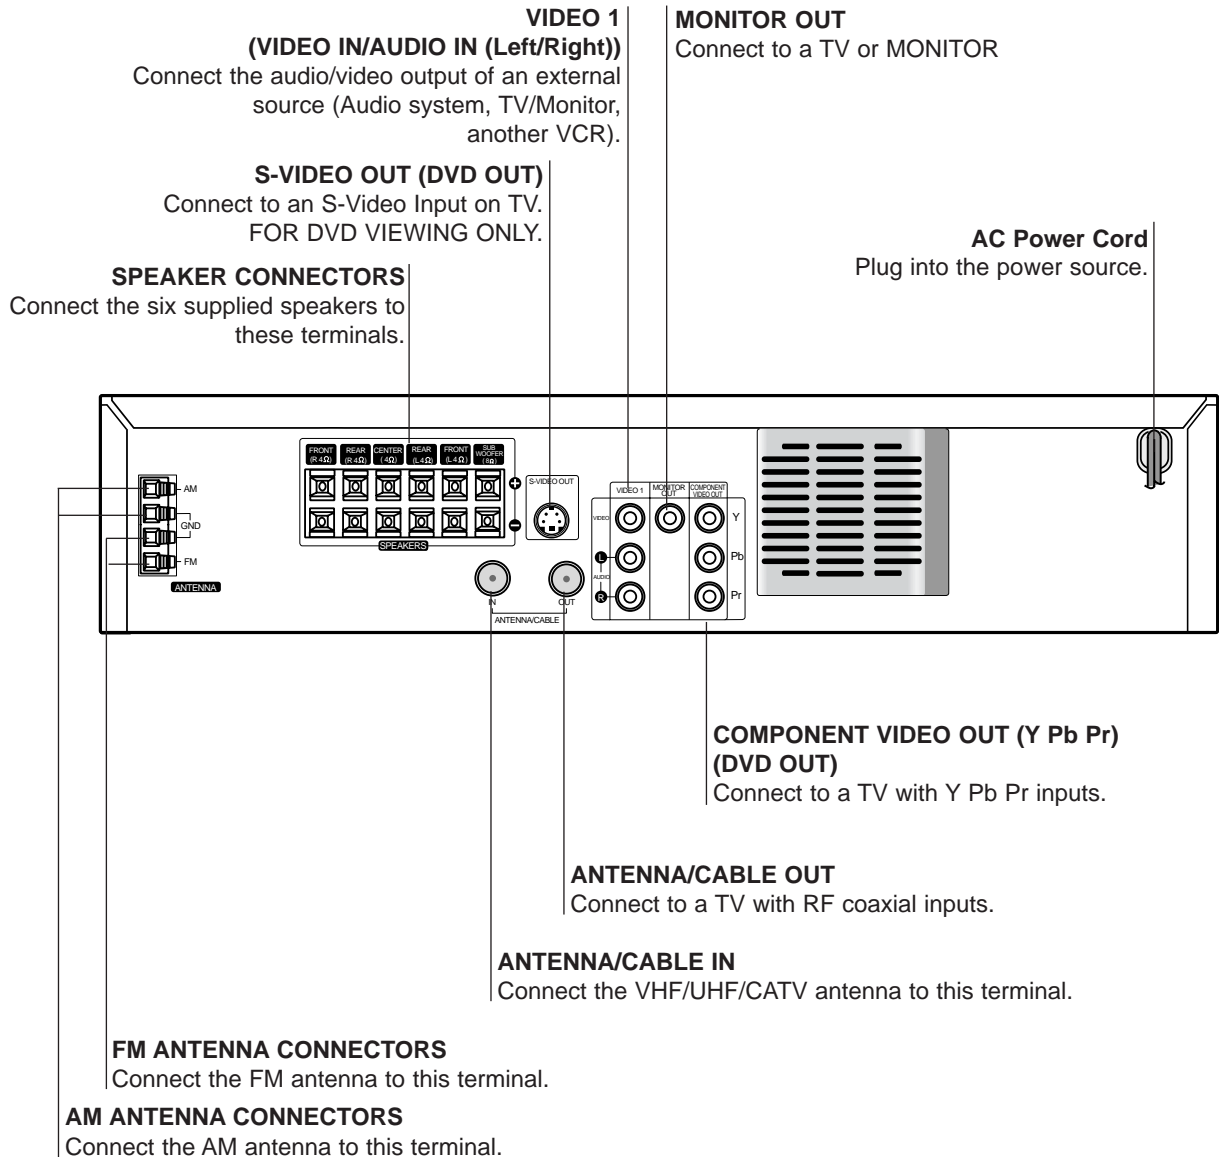 VIDEO 1
(VIDEO IN/AUDIO IN (Left/Right))
Connect the audio/video output of an external
source (Audio system, TV/Monitor,
another VCR).
MONITOR OUT
Connect to a TV or MONITOR
S-VIDEO OUT (DVD OUT)
Connect to an S-Video Input on TV.
FOR DVD VIEWING ONLY.
AC Power Cord
Plug into the power source.
SPEAKER CONNECTORS
Connect the six supplied speakers to
these terminals.
FRONT
(R 4Ω)
REAR
(R 4Ω)
CENTER
(4Ω)
REAR
(L 4Ω)
FRONT
(L 4Ω)
SUB
WOOFER
(8Ω)
SPEAKERS
S-VIDEO OUT
VIDEO 1
MONITOR
OUT
COMPONENT
VIDEO OUT
VIDEO
Y
L
Pb
AUDIO
R
Pr
AM
GND
FM
ANTENNA
IN
OUT
ANTENNA/CABLE
COMPONENT VIDEO OUT (Y Pb Pr)
(DVD OUT)
Connect to a TV with Y Pb Pr inputs.
ANTENNA/CABLE OUT
Connect to a TV with RF coaxial inputs.
ANTENNA/CABLE IN
Connect the VHF/UHF/CATV antenna to this terminal.
FM ANTENNA CONNECTORS
Connect the FM antenna to this terminal.
AM ANTENNA CONNECTORS
Connect the AM antenna to this terminal.